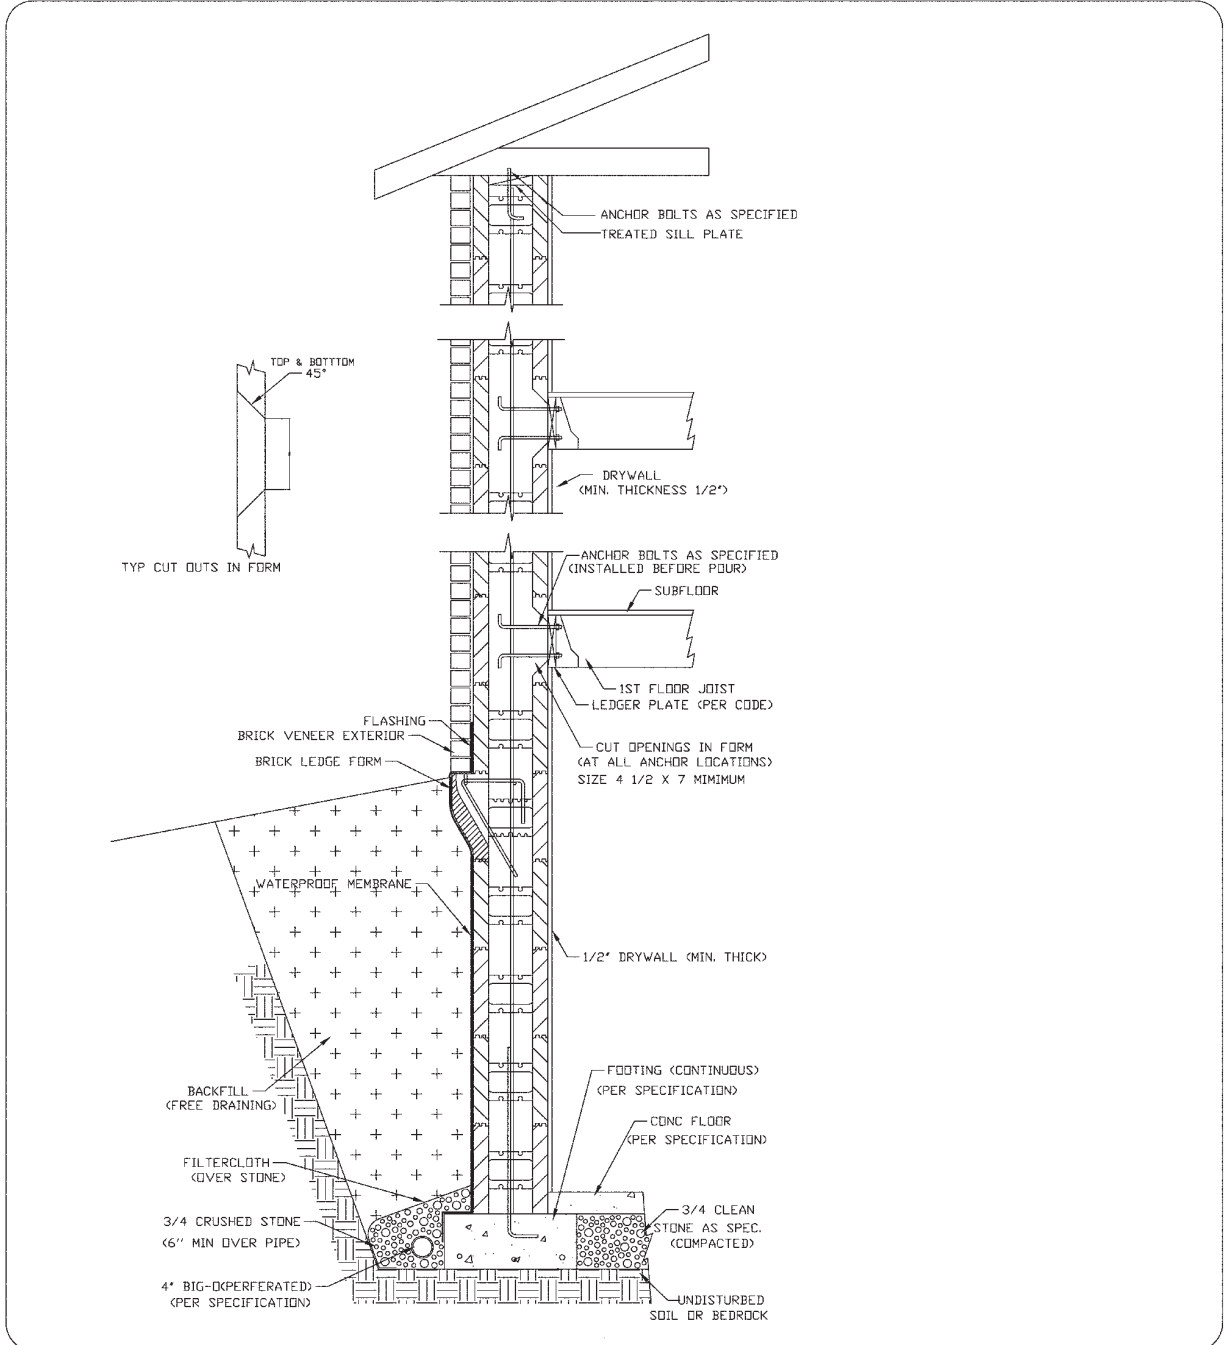 ANCHOR BOLTS AS SPECIFIED
TREATED SILL PLATE
TOP & BOTTTOM
45°
TYP CUT OUTS IN FORM
DRYWALL
(MIN. THICKNESS 1/2")
ANCHOR BOLTS AS SPECIFIED
(INSTALLED BEFORE POUR)
SUBFLOOR
1ST FLOOR JOIST
LEDGER PLATE (PER CODE)
FLASHING
BRICK VENEER EXTERIOR
BRICK LEDGE FORM
CUT OPENINGS IN FORM
(AT ALL ANCHOR LOCATIONS)
SIZE 4 1/2 X 7 MIMIMUM
WATERPROOF MEMBRANE
1/2" DRYWALL (MIN. THICK)
BACKFILL
(FREE DRAINING)
FOOTING (CONTINUOUS)
(PER SPECIFICATION)
CONC FLOOR
(PER SPECIFICATION)
FILTERCLOTH
(OVER STONE)
3/4 CRUSHED STONE
(6'' MIN OVER PIPE)
3/4 CLEAN
STONE AS SPEC.
(COMPACTED)
4" BIG-O(PERFERATED)
(PER SPECIFICATION)
UNDISTURBED
SOIL OR BEDROCK